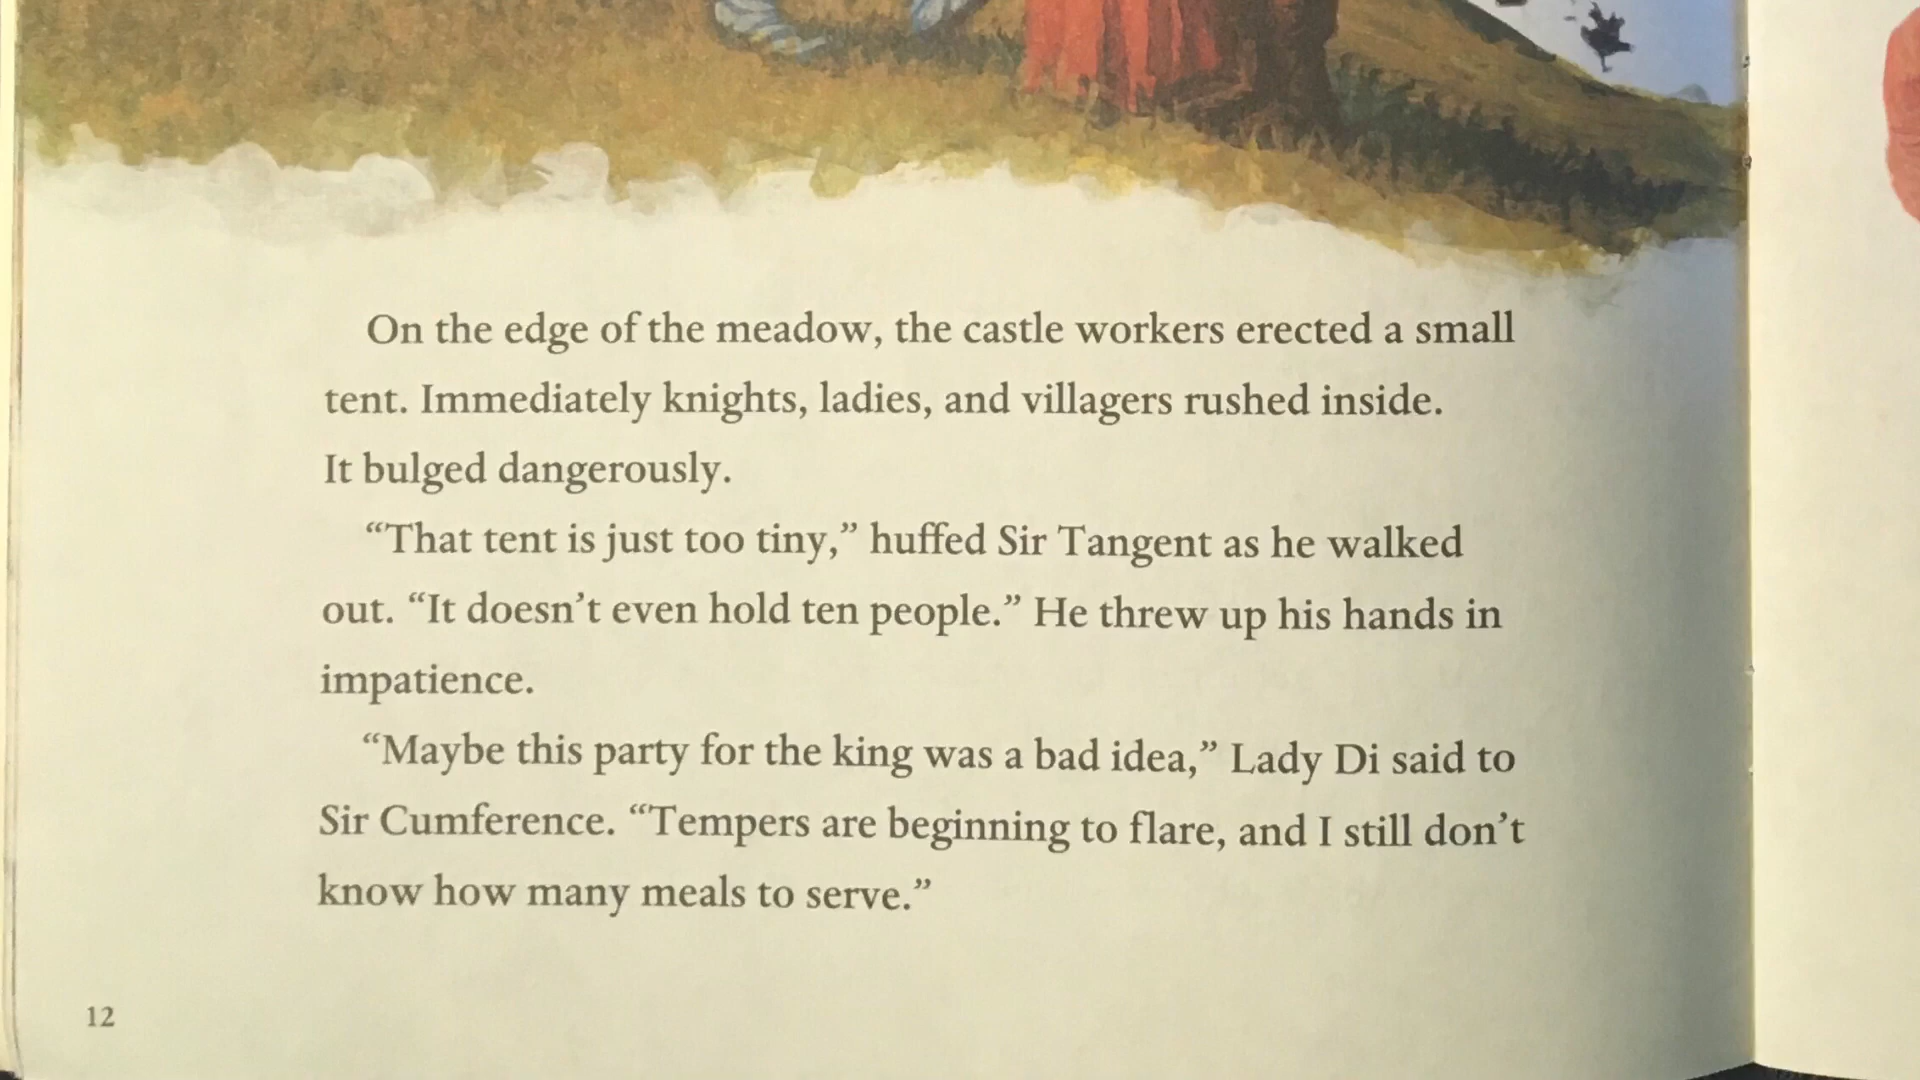 On the edge of the meadow, the castle workers erected a small
tent. Immediately knights, ladies, and villagers rushed inside.
It bulged dangerously.
“That tent is just too tiny,” huffed Sir Tangent as he walked
out. “It doesn’t even hold ten people.” He threw up his hands in
impatience.
“Maybe this party for the king was a bad idea,” Lady Di said to
Sir Cumference. “Tempers are beginning to flare, and I still don’t
know how many meals to serve.”
12